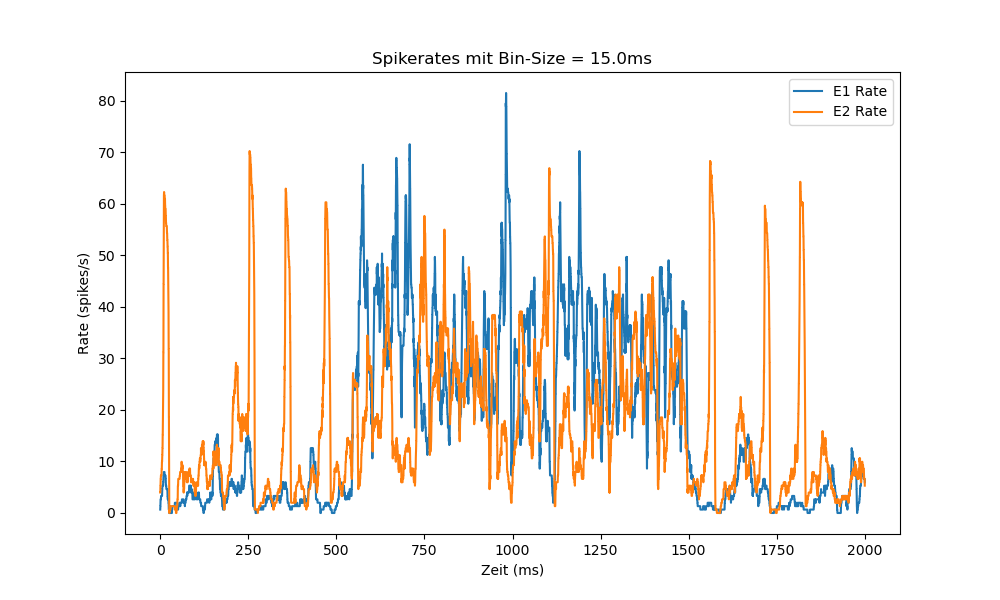 Spikerates mit Bin-Size = 15.0ms
E1 Rate
E2 Rate
Rate (spikes/s)
80
70
60
50
40
30
20
10
0
0 250 500 750 1000 1250 1500 1750 2000
Zeit (ms)